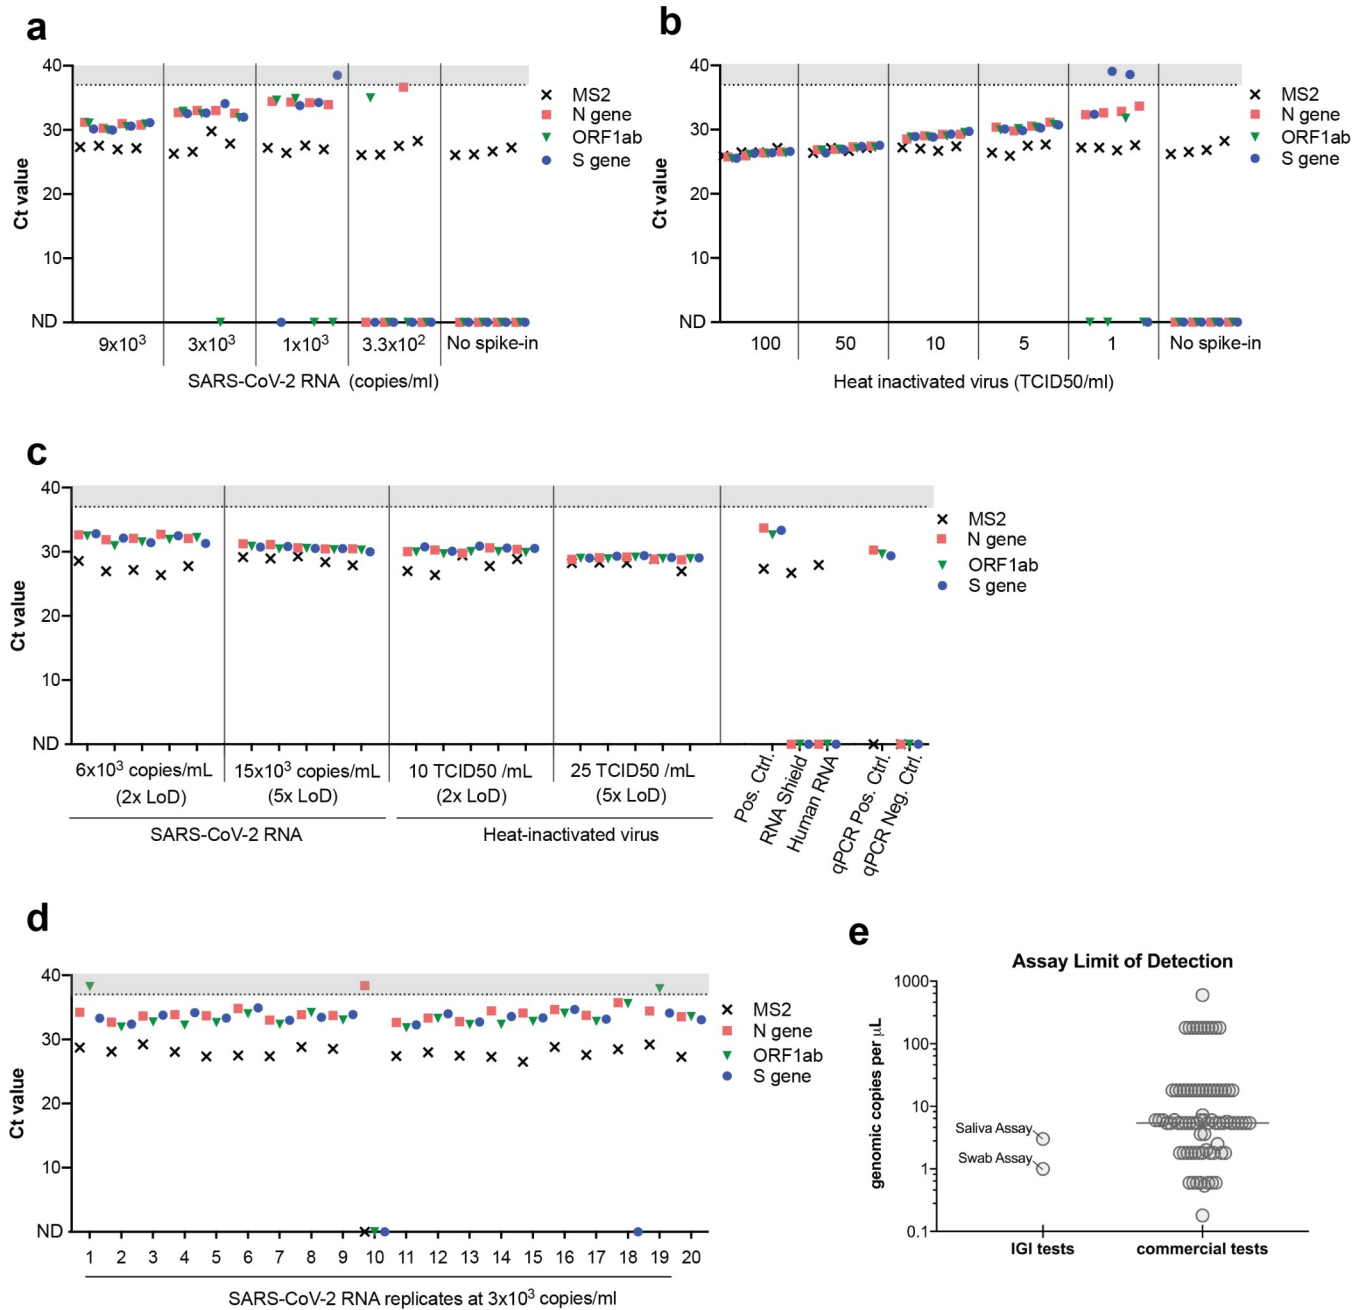 a
40
30
20
10
ND
Ct value
MS2
N gene
ORF1ab
S gene
9x10³ 3x10³ 1x10³ 3.3x10² No spike-in
SARS-CoV-2 RNA (copies/ml)
b
40
30
20
10
ND
Ct value
MS2
N gene
ORF1ab
S gene
100 50 10 5 1 No spike-in
Heat inactivated virus (TCID50/ml)
c
40
30
20
10
ND
Ct value
MS2
N gene
ORF1ab
S gene
6x10³ copies/mL 15x10³ copies/mL 10 TCID50 /mL 25 TCID50 /mL
(2x LoD) (5x LoD) (2x LoD) (5x LoD)
SARS-CoV-2 RNA Heat-inactivated virus
Pos. Ctrl.
RNA Shield
Human RNA
qPCR Pos. Ctrl.
qPCR Neg. Ctrl.
d
40
30
20
10
ND
Ct value
MS2
N gene
ORF1ab
S gene
1 2 3 4 5 6 7 8 9 10 11 12 13 14 15 16 17 18 19 20
SARS-CoV-2 RNA replicates at 3x10³ copies/ml
e
Assay Limit of Detection
1000
100
10
1
0.1
genomic copies per µL
Saliva Assay
Swab Assay
IGI tests commercial tests